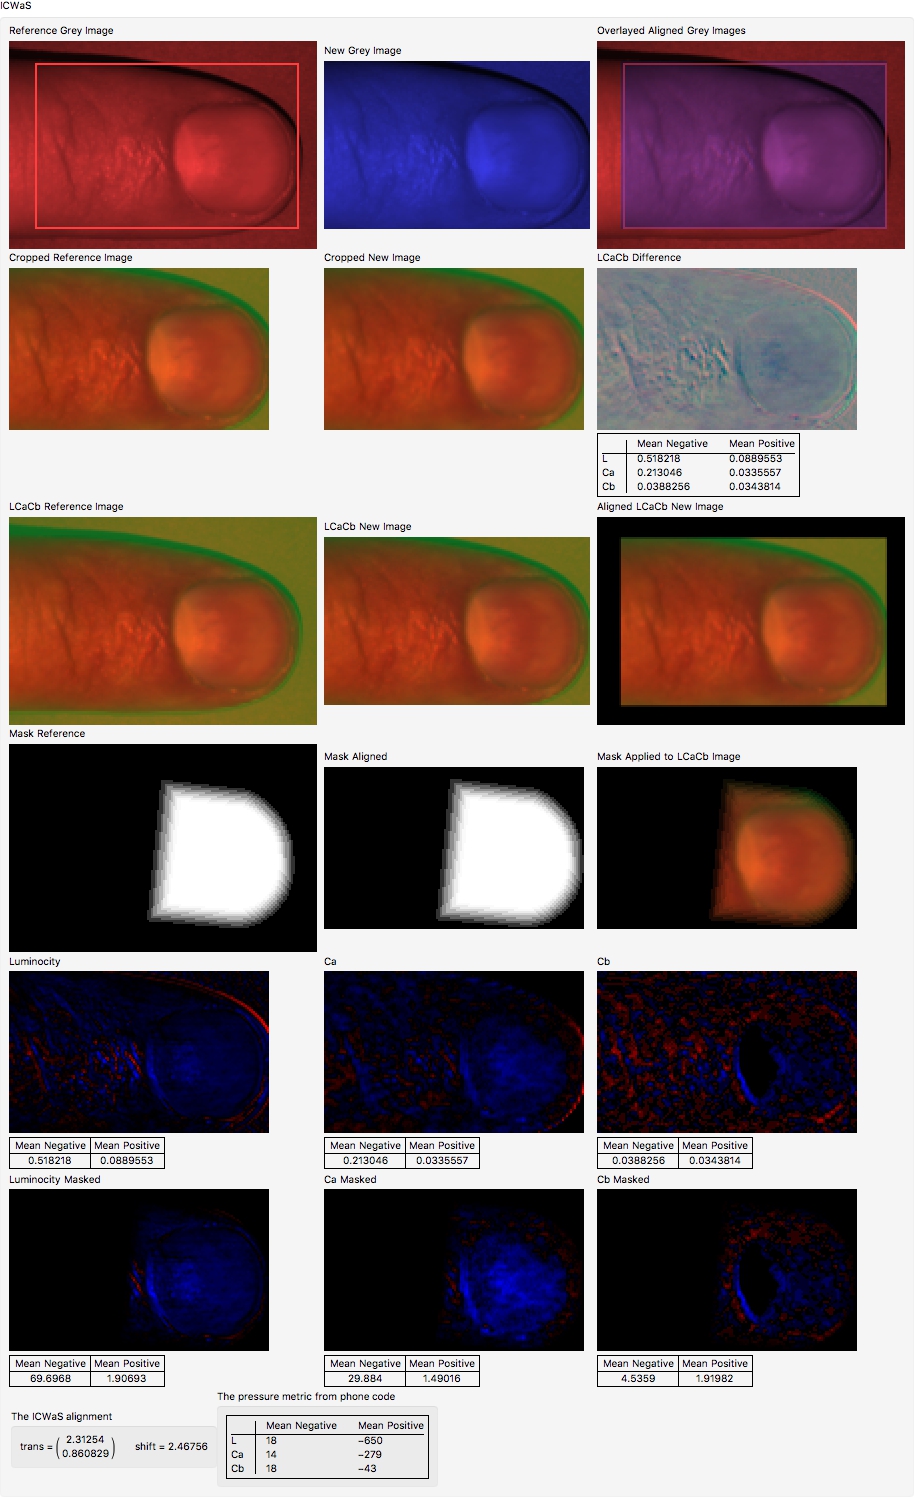 ICWaS
Reference Grey Image
New Grey Image
Overlayed Aligned Grey Images
Cropped Reference Image
Cropped New Image
LCaCb Difference
Mean Negative Mean Positive
L 0.518218 0.0889553
Ca 0.213046 0.0335557
Cb 0.0388256 0.0343814
LCaCb Reference Image
LCaCb New Image
Aligned LCaCb New Image
Mask Reference
Mask Aligned
Mask Applied to LCaCb Image
Luminocity
Mean Negative Mean Positive
0.518218 0.0889553
Ca
Mean Negative Mean Positive
0.213046 0.0335557
Cb
Mean Negative Mean Positive
0.0388256 0.0343814
Luminocity Masked
Mean Negative Mean Positive
69.6968 1.90693
Ca Masked
Mean Negative Mean Positive
29.884 1.49016
Cb Masked
Mean Negative Mean Positive
4.5359 1.91982
The ICWaS alignment
trans = ( 2.31254
0.860829 ) shift = 2.46756
The pressure metric from phone code
Mean Negative Mean Positive
L 18 −650
Ca 14 −279
Cb 18 −43